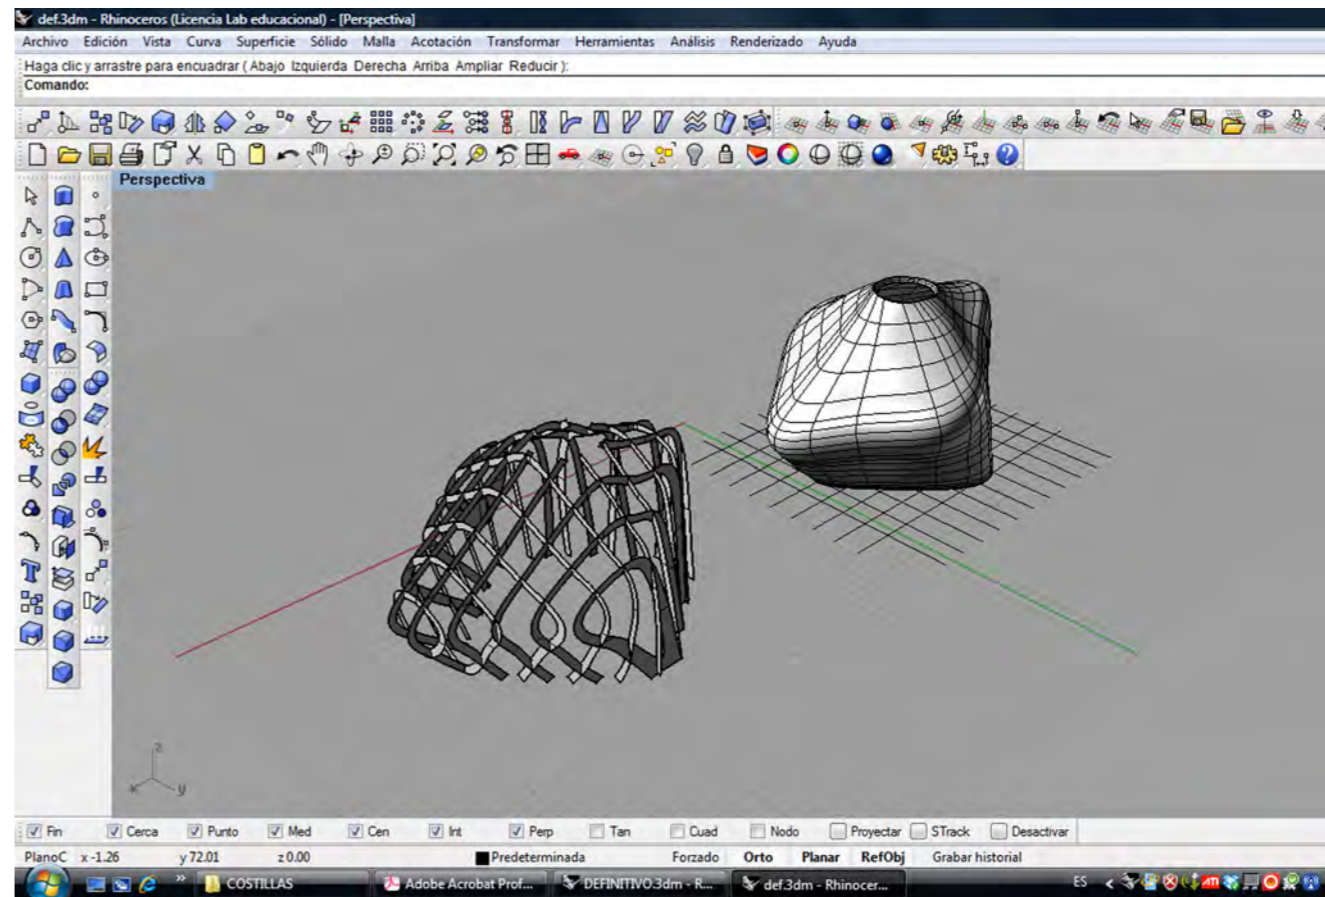 def.3dm - Rhinoceros (Licencia Lab educacional) - [Perspectiva]
Archivo Edición Vista Curva Superficie Sólido Malla Acotación Transformar Herramientas Análisis Renderizado Ayuda
Haga clic y arrastre para encuadrar ( Abajo Izquierda Derecha Arriba Ampliar Reducir ):
Comando:
Perspectiva
z
x y
Fin Cerca Punto Med Cen Int Perp Tan Cuad Nodo Proyectar STrack Desactivar
PlanoC x -1.26 y 72.01 z 0.00 Predeterminada Forzado Orto Planar RefObj Grabar historial
COSTILLAS Adobe Acrobat Prof... DEFINITIVO.3dm - R... def.3dm - Rhinocer... ES